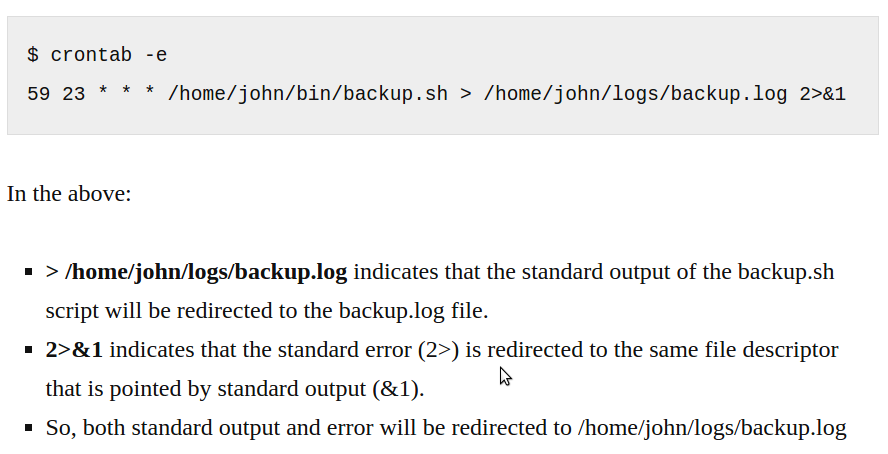 $ crontab -e
59 23 * * * /home/john/bin/backup.sh > /home/john/logs/backup.log 2>&1
In the above:
> /home/john/logs/backup.log indicates that the standard output of the backup.sh
script will be redirected to the backup.log file.
2>&1 indicates that the standard error (2>) is redirected to the same file descriptor
that is pointed by standard output (&1).
So, both standard output and error will be redirected to /home/john/logs/backup.log